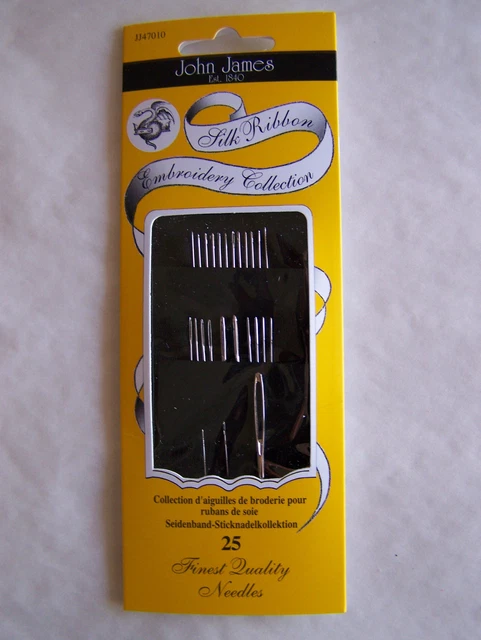 JJ47010
John James
Est. 1840
Silk Ribbon
Embroidery Collection
Collection d'aiguilles de broderie pour
rubans de soie
Seidenband-Sticknadelkollektion
25
Finest Quality
Needles